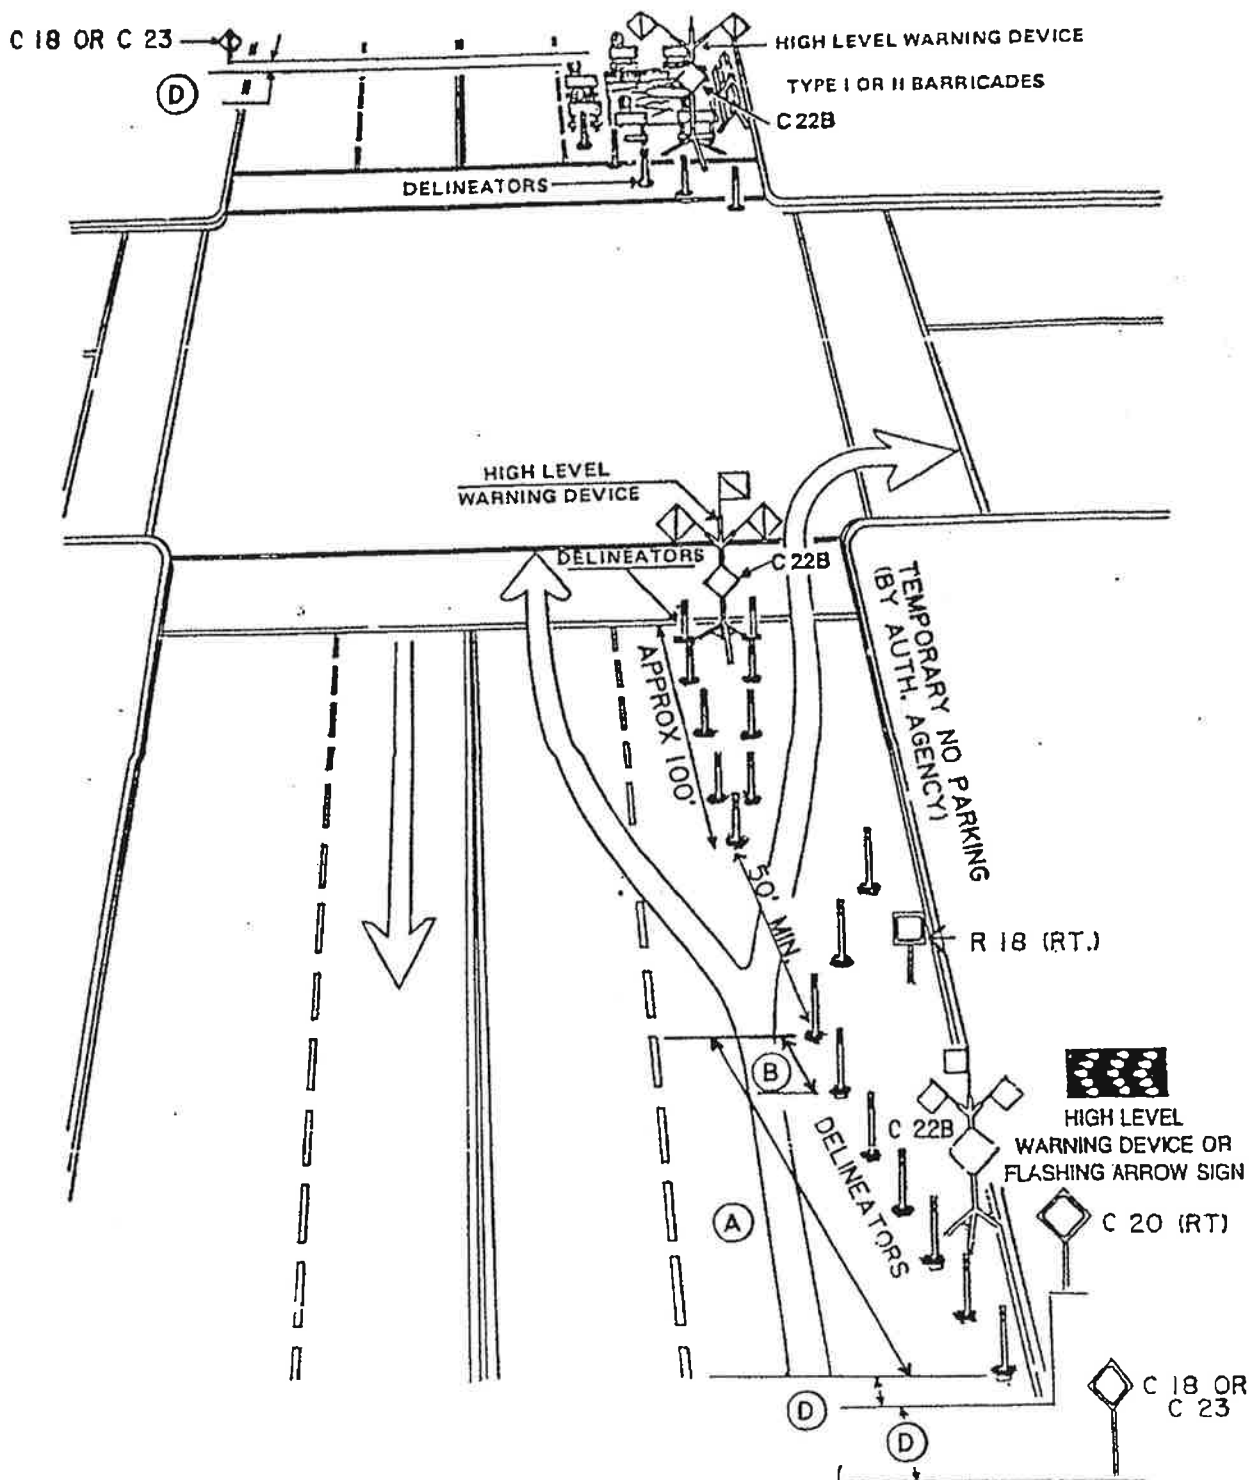 C 18 OR C 23
HIGH LEVEL WARNING DEVICE
D
TYPE I OR II BARRICADES
C 22B
DELINEATORS
HIGH LEVEL
WARNING DEVICE
DELINEATORS
C 22B
TEMPORARY NO PARKING
(BY AUTH. AGENCY)
APPROX 100'
50' MIN.
R 18 (RT.)
B
HIGH LEVEL
WARNING DEVICE OR
FLASHING ARROW SIGN
C 22B
DELINEATORS
A
C 20 (RT)
C 18 OR
C 23
D
D